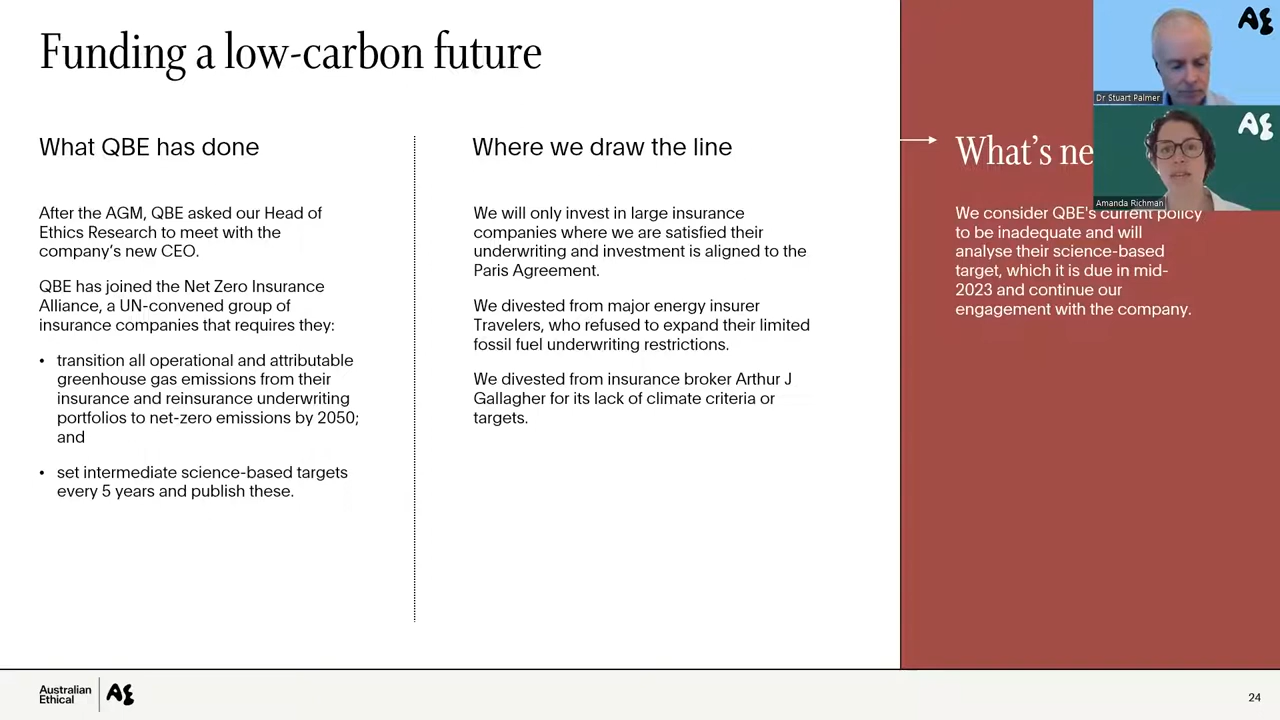 Funding a low-carbon future
What QBE has done
After the AGM, QBE asked our Head of
Ethics Research to meet with the
company's new CEO.
QBE has joined the Net Zero Insurance
Alliance, a UN-convened group of
insurance companies that requires they:
• transition all operational and attributable
greenhouse gas emissions from their
insurance and reinsurance underwriting
portfolios to net-zero emissions by 2050;
and
• set intermediate science-based targets
every 5 years and publish these.
Where we draw the line
We will only invest in large insurance
companies where we are satisfied their
underwriting and investment is aligned to the
Paris Agreement.
We divested from major energy insurer
Travelers, who refused to expand their limited
fossil fuel underwriting restrictions.
We divested from insurance broker Arthur J
Gallagher for its lack of climate criteria or
targets.
What's ne
We consider QBE's current policy
to be inadequate and will
analyse their science-based
target, which it is due in mid-
2023 and continue our
engagement with the company.
AE
Dr Stuart Palmer
AE
Amanda Richman
Australian
Ethical
AE
24